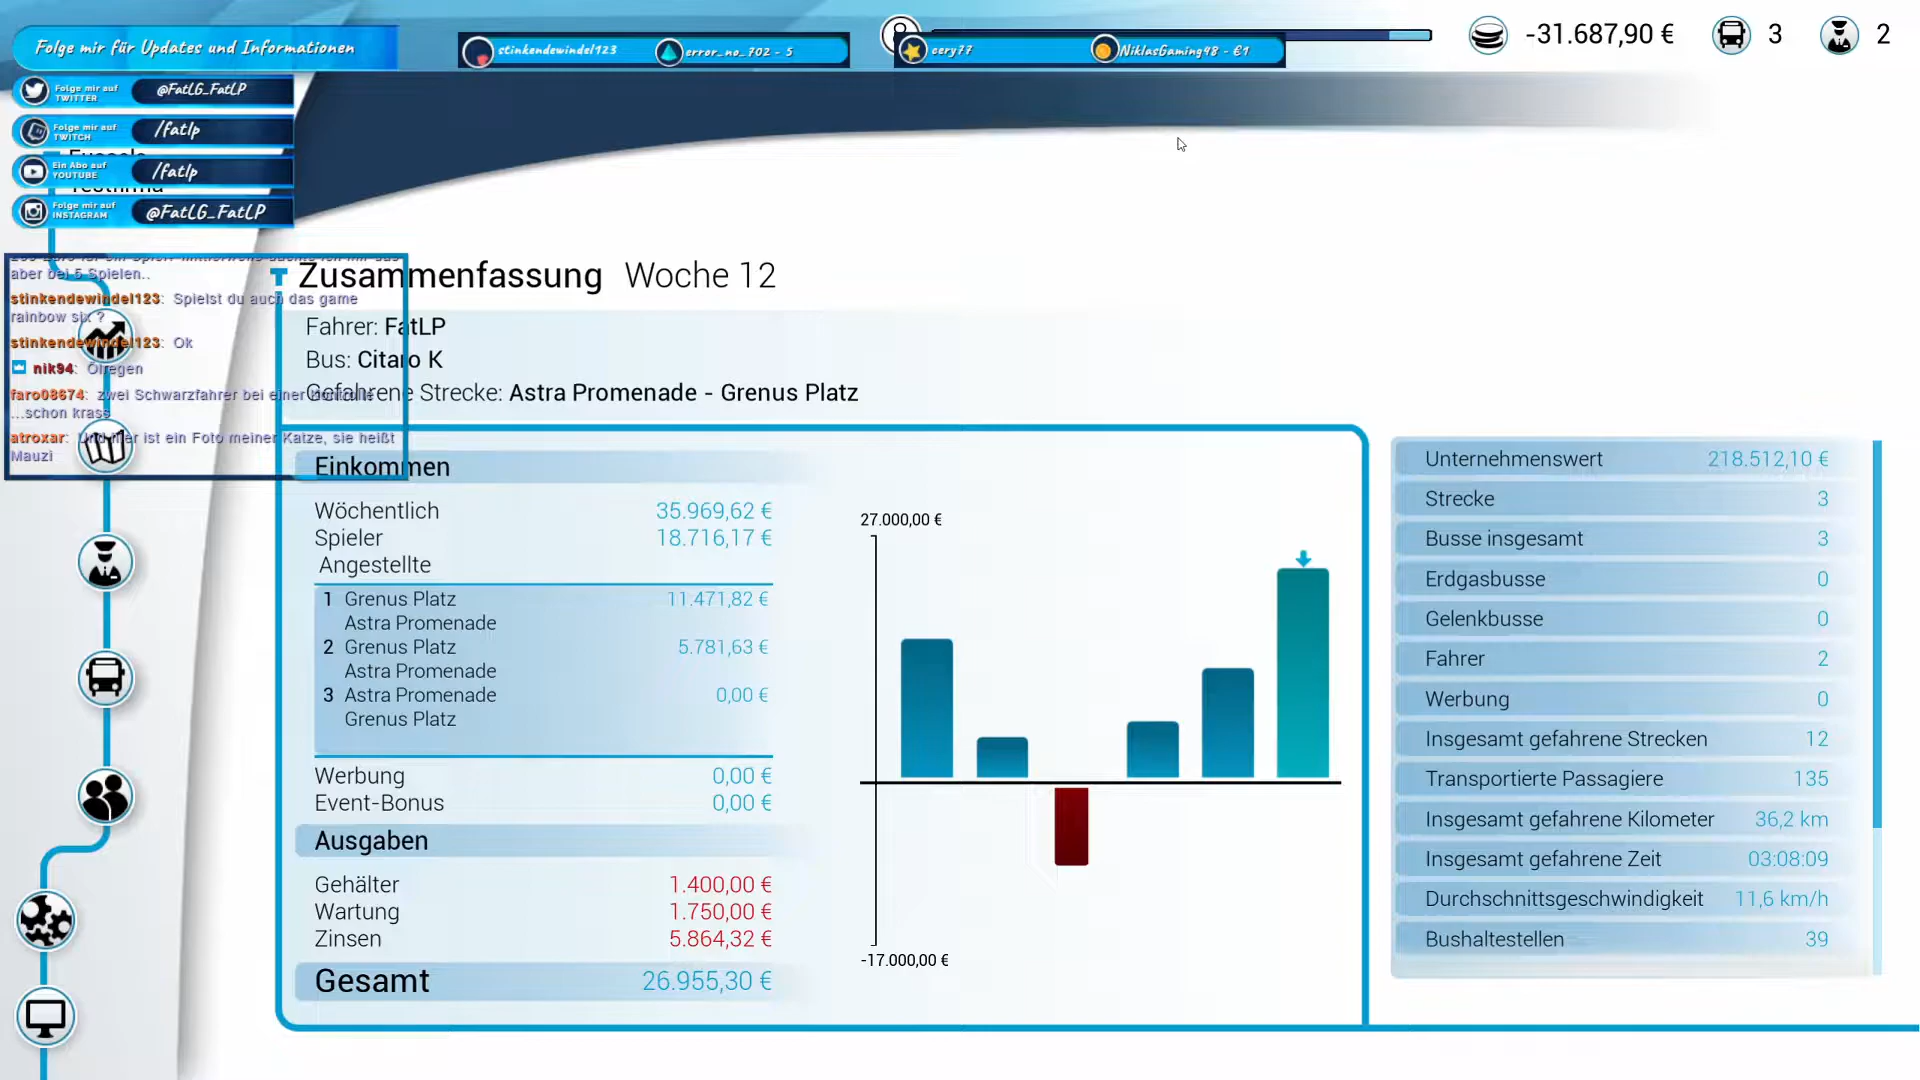 Folge mir für Updates und Informationen
stinkendewindel123
error_no_702 - 5
cery77
NiklasGaming48 - €1
-31.687,90 €
3
2
Folge mir auf
TWITTER
@FatLG_FatLP
Folge mir auf
TWITCH
/fatlp
Ein Abo auf
YOUTUBE
/fatlp
Folge mir auf
INSTAGRAM
@FatLG_FatLP
aber bei 5 Spielen..
stinkendewindel123: Spielst du auch das game
rainbow six ?
stinkendewindel123: Ok
nik94: Ölregen
faro08674: zwei Schwarzfahrer bei einer
...schon krass
atroxar: Und hier ist ein Foto meiner Katze, sie heißt
Mauzi
Zusammenfassung Woche 12
Fahrer: FatLP
Bus: Citaro K
Gefahrene Strecke: Astra Promenade - Grenus Platz
Einkommen
Wöchentlich 35.969,62 €
Spieler 18.716,17 €
Angestellte
1 Grenus Platz 11.471,82 €
Astra Promenade
2 Grenus Platz 5.781,63 €
Astra Promenade
3 Astra Promenade 0,00 €
Grenus Platz
Werbung 0,00 €
Event-Bonus 0,00 €
Ausgaben
Gehälter 1.400,00 €
Wartung 1.750,00 €
Zinsen 5.864,32 €
Gesamt 26.955,30 €
27.000,00 €
-17.000,00 €
Unternehmenswert 218.512,10 €
Strecke 3
Busse insgesamt 3
Erdgasbusse 0
Gelenkbusse 0
Fahrer 2
Werbung 0
Insgesamt gefahrene Strecken 12
Transportierte Passagiere 135
Insgesamt gefahrene Kilometer 36,2 km
Insgesamt gefahrene Zeit 03:08:09
Durchschnittsgeschwindigkeit 11,6 km/h
Bushaltestellen 39